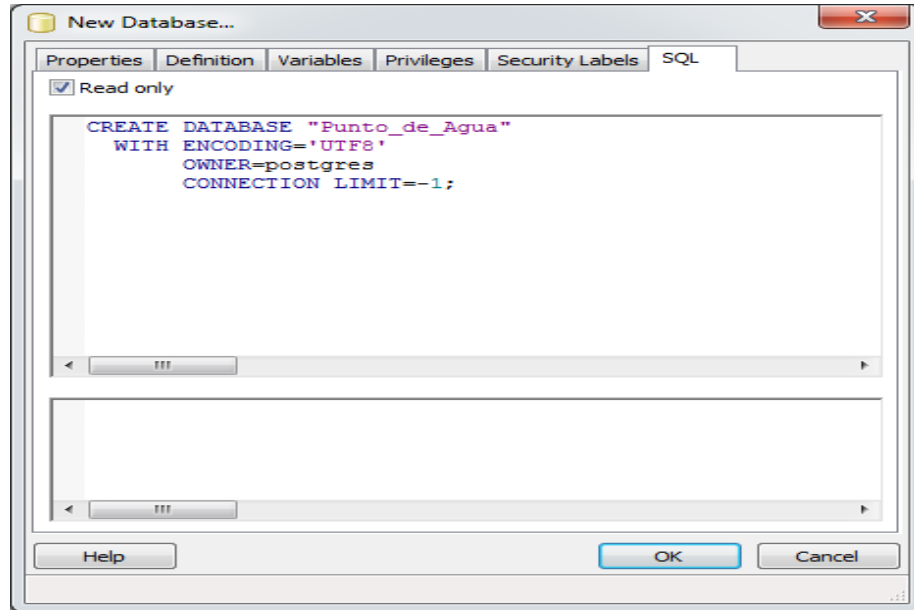 New Database...
Properties Definition Variables Privileges Security Labels SQL
Read only
CREATE DATABASE "Punto_de_Agua"
WITH ENCODING='UTF8'
OWNER=postgres
CONNECTION LIMIT=-1;
Help OK Cancel